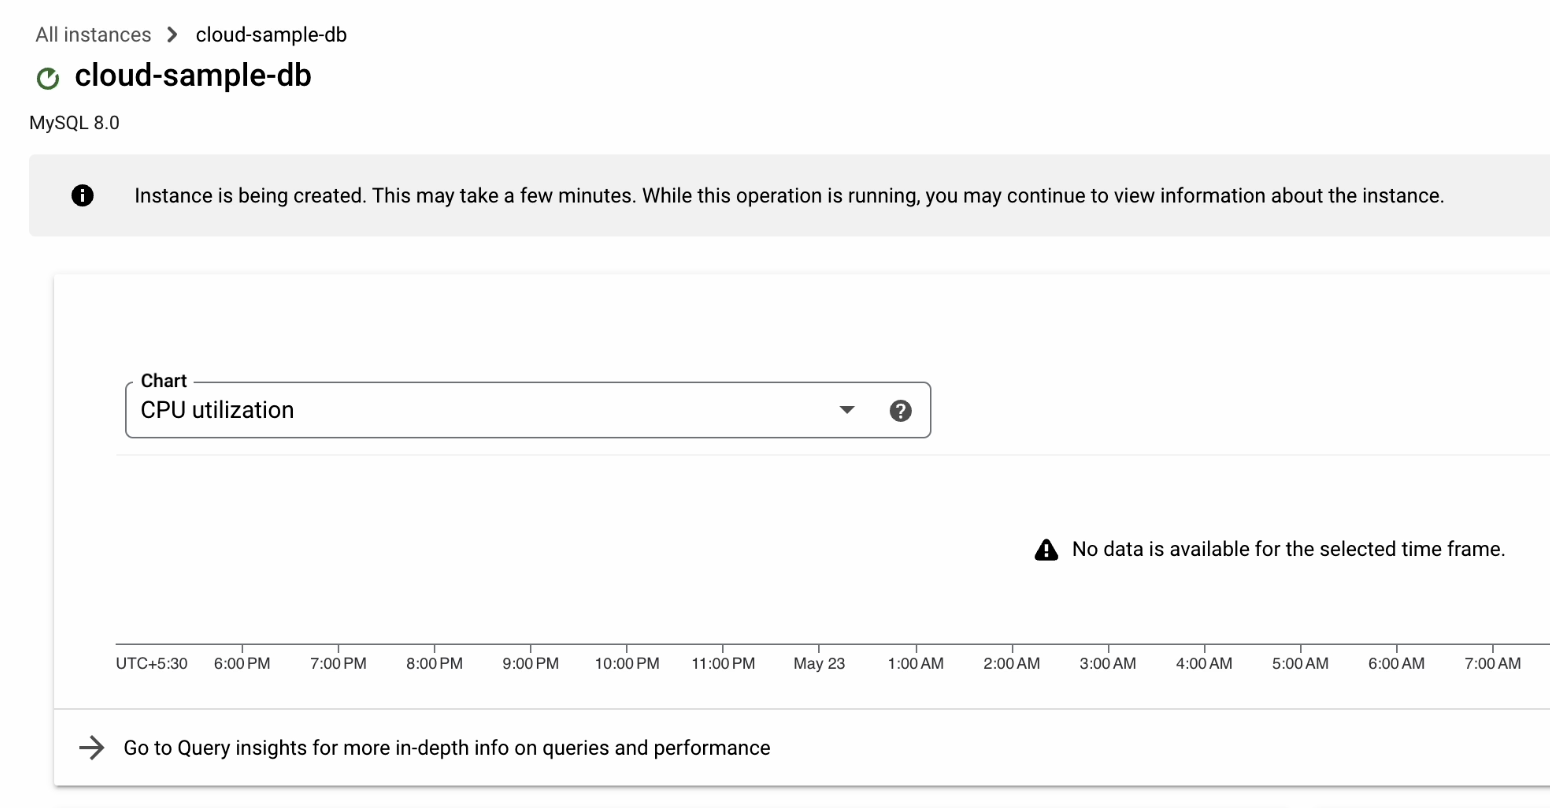 All instances > cloud-sample-db
cloud-sample-db
MySQL 8.0
Instance is being created. This may take a few minutes. While this operation is running, you may continue to view information about the instance.
Chart
CPU utilization
No data is available for the selected time frame.
UTC+5:30 6:00 PM 7:00 PM 8:00 PM 9:00 PM 10:00 PM 11:00 PM May 23 1:00 AM 2:00 AM 3:00 AM 4:00 AM 5:00 AM 6:00 AM 7:00 AM
Go to Query insights for more in-depth info on queries and performance